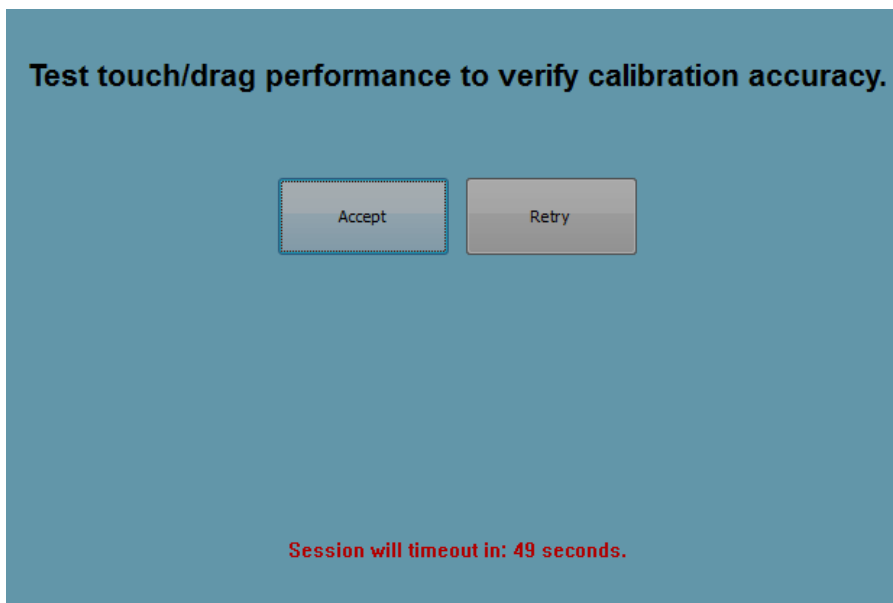 Test touch/drag performance to verify calibration accuracy.
Accept
Retry
Session will timeout in: 49 seconds.